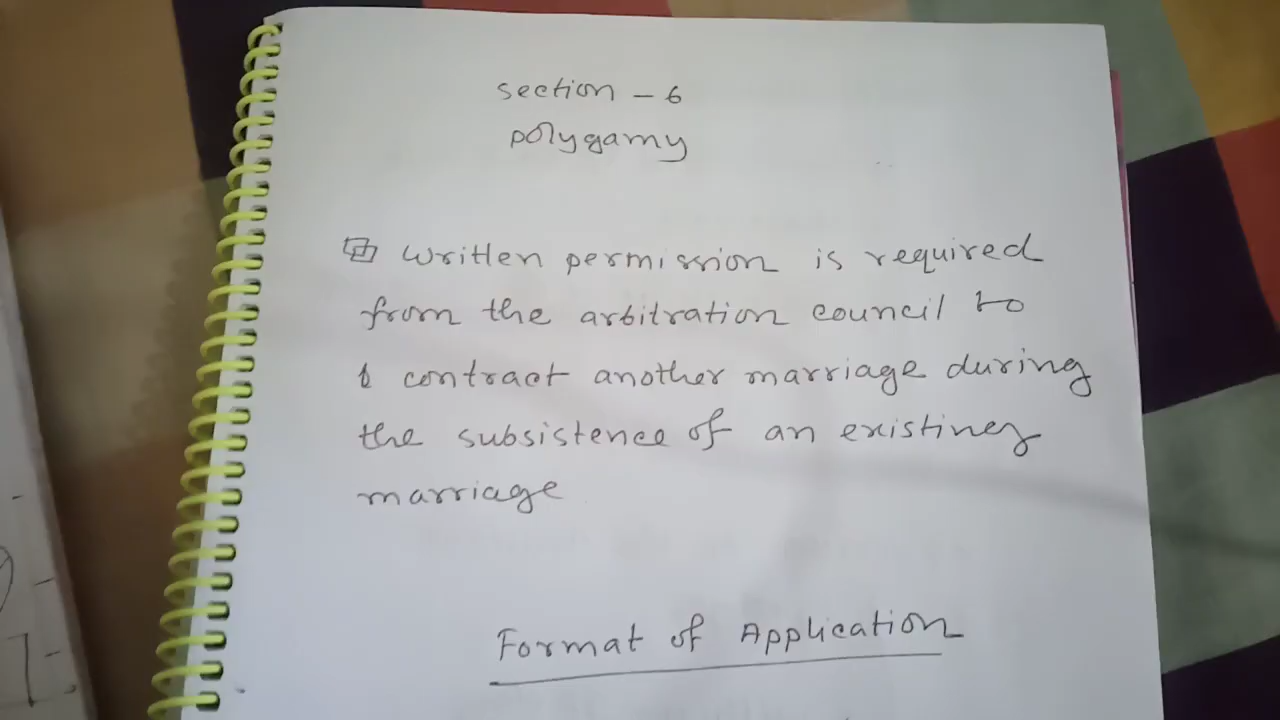 section - 6
polygamy
written permission is required
from the arbitration council to
contract another marriage during
the subsistence of an existing
marriage
Format of Application